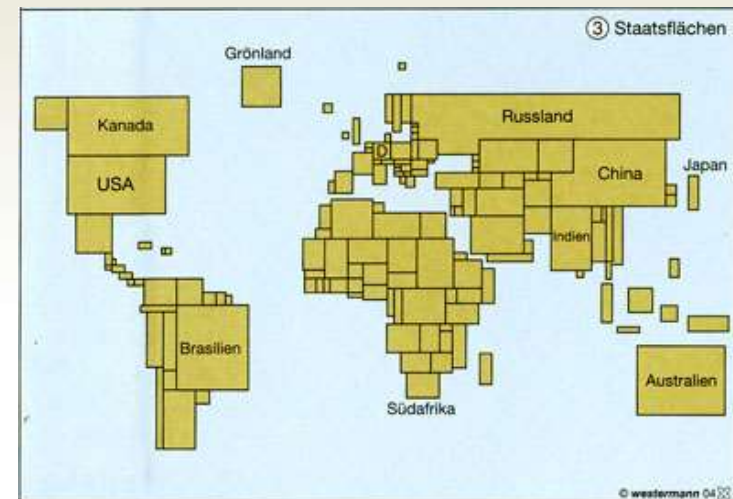 ③ Staatsflächen
Grönland
Kanada
Russland
D
USA
China
Japan
Indien
Brasilien
Australien
Südafrika
© westermann 04